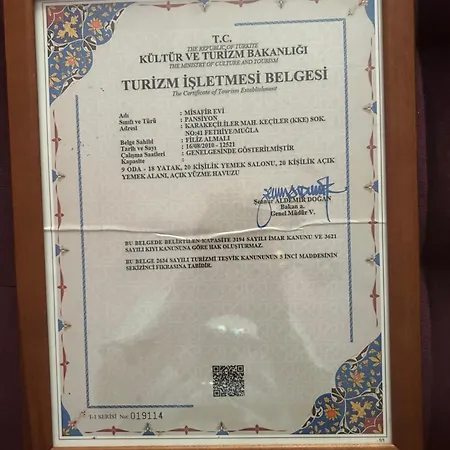 T.C.
THE REPUBLIC OF TÜRKİYE
KÜLTÜR VE TURİZM BAKANLIĞI
THE MINISTRY OF CULTURE AND TOURISM
TURİZM İŞLETMESİ BELGESİ
The Certificate of Tourism Establishment
Adı : MİSAFİR EVİ
Sınıfı ve Türü : PANSİYON
Adresi : KARAKEÇİLİLER MAH. KEÇİLER (KKE) SOK.
NO:41 FETHİYE/MUĞLA
Belge Sahibi : FİLİZ ALMALI
Tarih ve Sayı : 16/08/2010 - 12521
Çalışma Saatleri : GENELGESİNDE GÖSTERİLMİŞTİR
Kapasite :
9 ODA - 18 YATAK, 20 KİŞİLİK YEMEK SALONU, 20 KİŞİLİK AÇIK
YEMEK ALANI, AÇIK YÜZME HAVUZU
ALDEMİR DOĞAN
Bakan a.
Genel Müdür V.
BU BELGEDE BELİRTİLEN KAPASİTE 3194 SAYILI İMAR KANUNU VE 3621
SAYILI KIYI KANUNUNA GÖRE HAK OLUŞTURMAZ.
BU BELGE 2634 SAYILI TURİZMİ TEŞVİK KANUNUNUN 5 İNCİ MADDESİNİN
SEKİZİNCİ FIKRASINA TABİDİR.
SERİSİ No: 019114